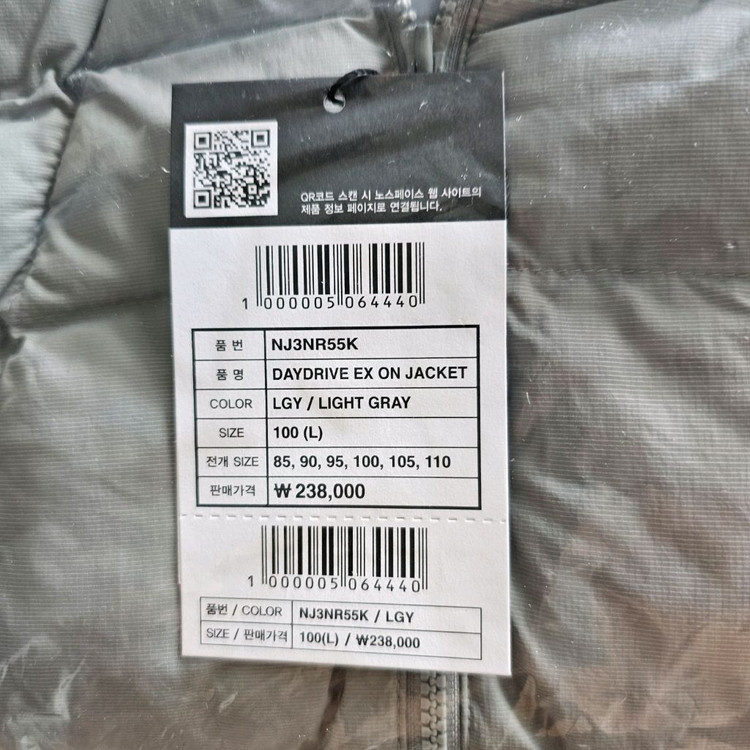 QR코드 스캔 시 노스페이스 웹 사이트의
제품 정보 페이지로 연결됩니다.
1 000005 064440
품 번 NJ3NR55K
품 명 DAYDRIVE EX ON JACKET
COLOR LGY / LIGHT GRAY
SIZE 100 (L)
전개 SIZE 85, 90, 95, 100, 105, 110
판매가격 ₩ 238,000
1 000005 064440
품번 / COLOR NJ3NR55K / LGY
SIZE / 판매가격 100(L) / ₩238,000